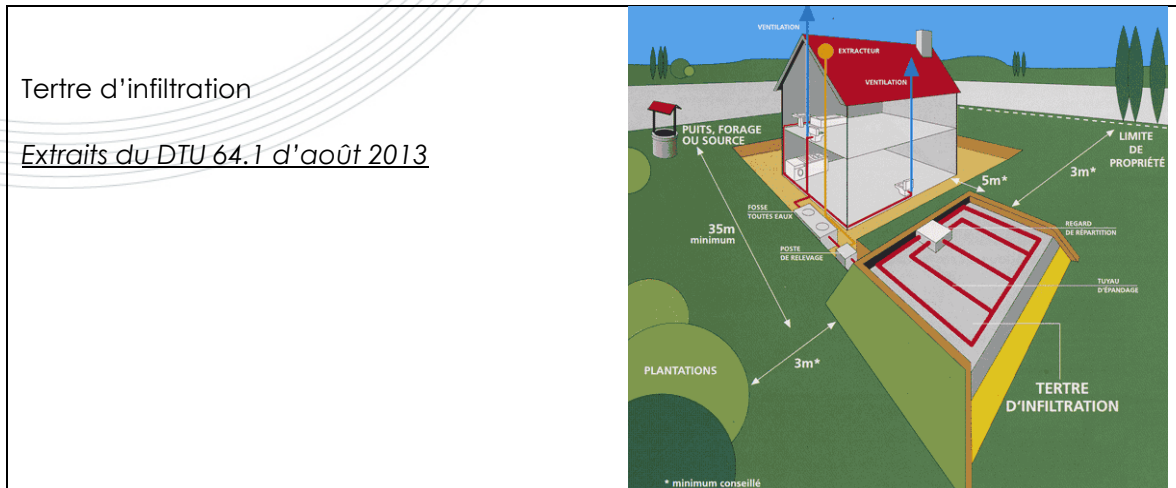 Tertre d'infiltration
Extraits du DTU 64.1 d'août 2013
VENTILATION
EXTRACTEUR
VENTILATION
PUITS, FORAGE
OU SOURCE
LIMITE
DE
PROPRIÉTÉ
3m*
5m*
FOSSE
TOUTES EAUX
REGARD
DE RÉPARTITION
35m
minimum
POSTE
DE RELEVAGE
TUYAU
D'ÉPANDAGE
3m*
PLANTATIONS
TERTRE
D'INFILTRATION
* minimum conseillé